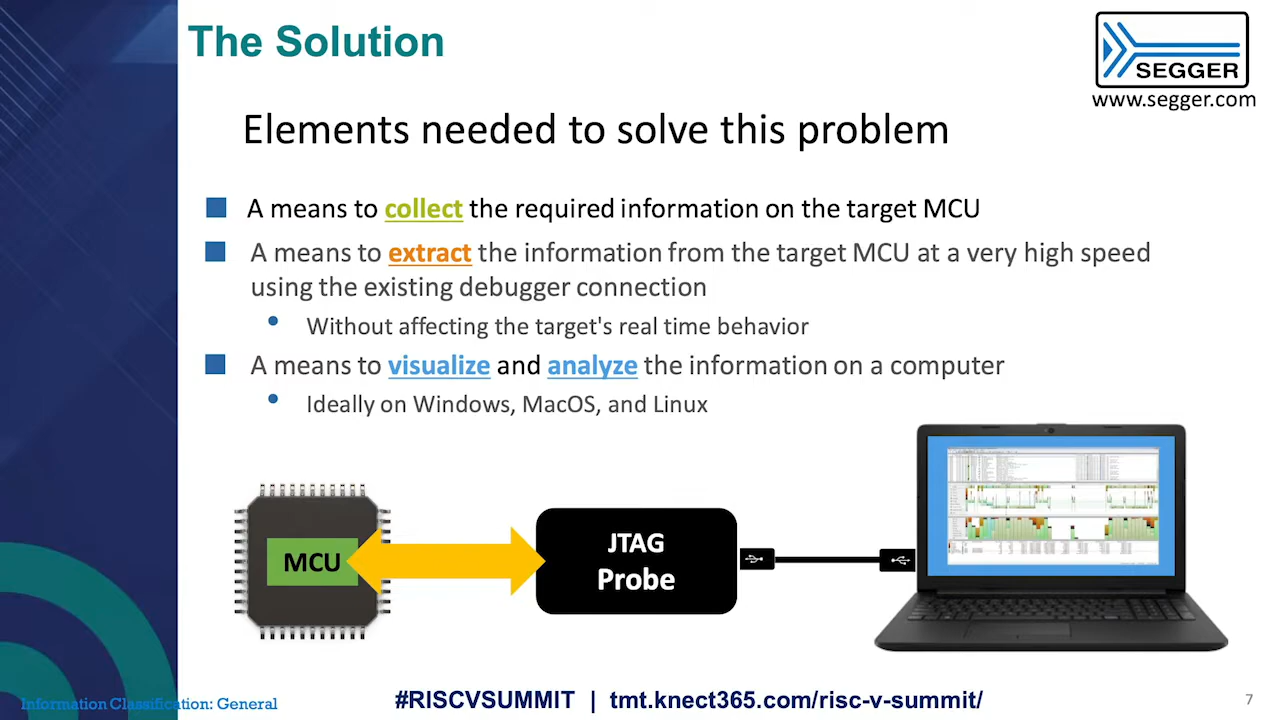 The Solution
SEGGER
www.segger.com
Elements needed to solve this problem
A means to collect the required information on the target MCU
A means to extract the information from the target MCU at a very high speed
using the existing debugger connection
Without affecting the target's real time behavior
A means to visualize and analyze the information on a computer
Ideally on Windows, MacOS, and Linux
MCU
JTAG
Probe
Information Classification: General
#RISCVSUMMIT | tmt.knect365.com/risc-v-summit/
7